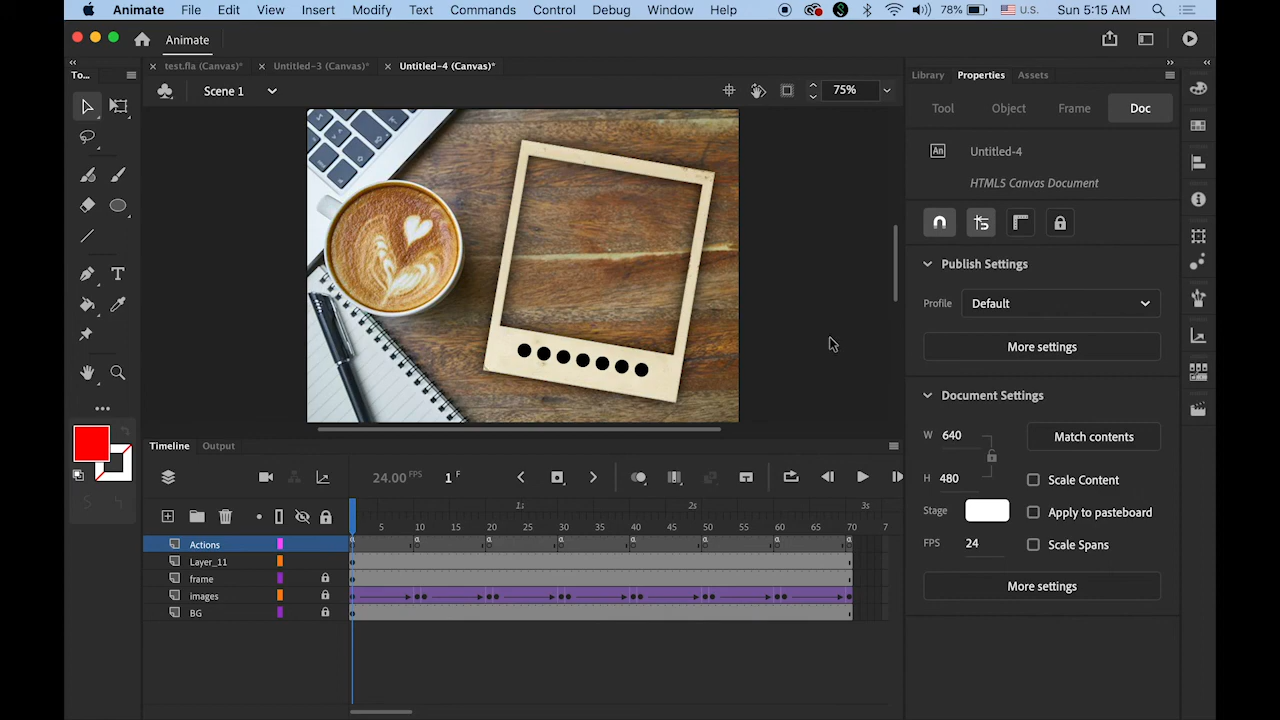 Animate File Edit View Insert Modify Text Commands Control Debug Window Help 78% U.S. Sun 5:15 AM
Animate
To...
test.fla (Canvas)* Untitled-3 (Canvas)* Untitled-4 (Canvas)*
Library Properties Assets
Scene 1 75%
Tool Object Frame Doc
An Untitled-4
HTML5 Canvas Document
Publish Settings
Profile Default
More settings
Document Settings
W 640 Match contents
H 480 Scale Content
Stage Apply to pasteboard
FPS 24 Scale Spans
More settings
Timeline Output
24.00 FPS 1 F
1s 2s 3s
5 10 15 20 25 30 35 40 45 50 55 60 65 70 7
Actions
Layer_11
frame
images
BG